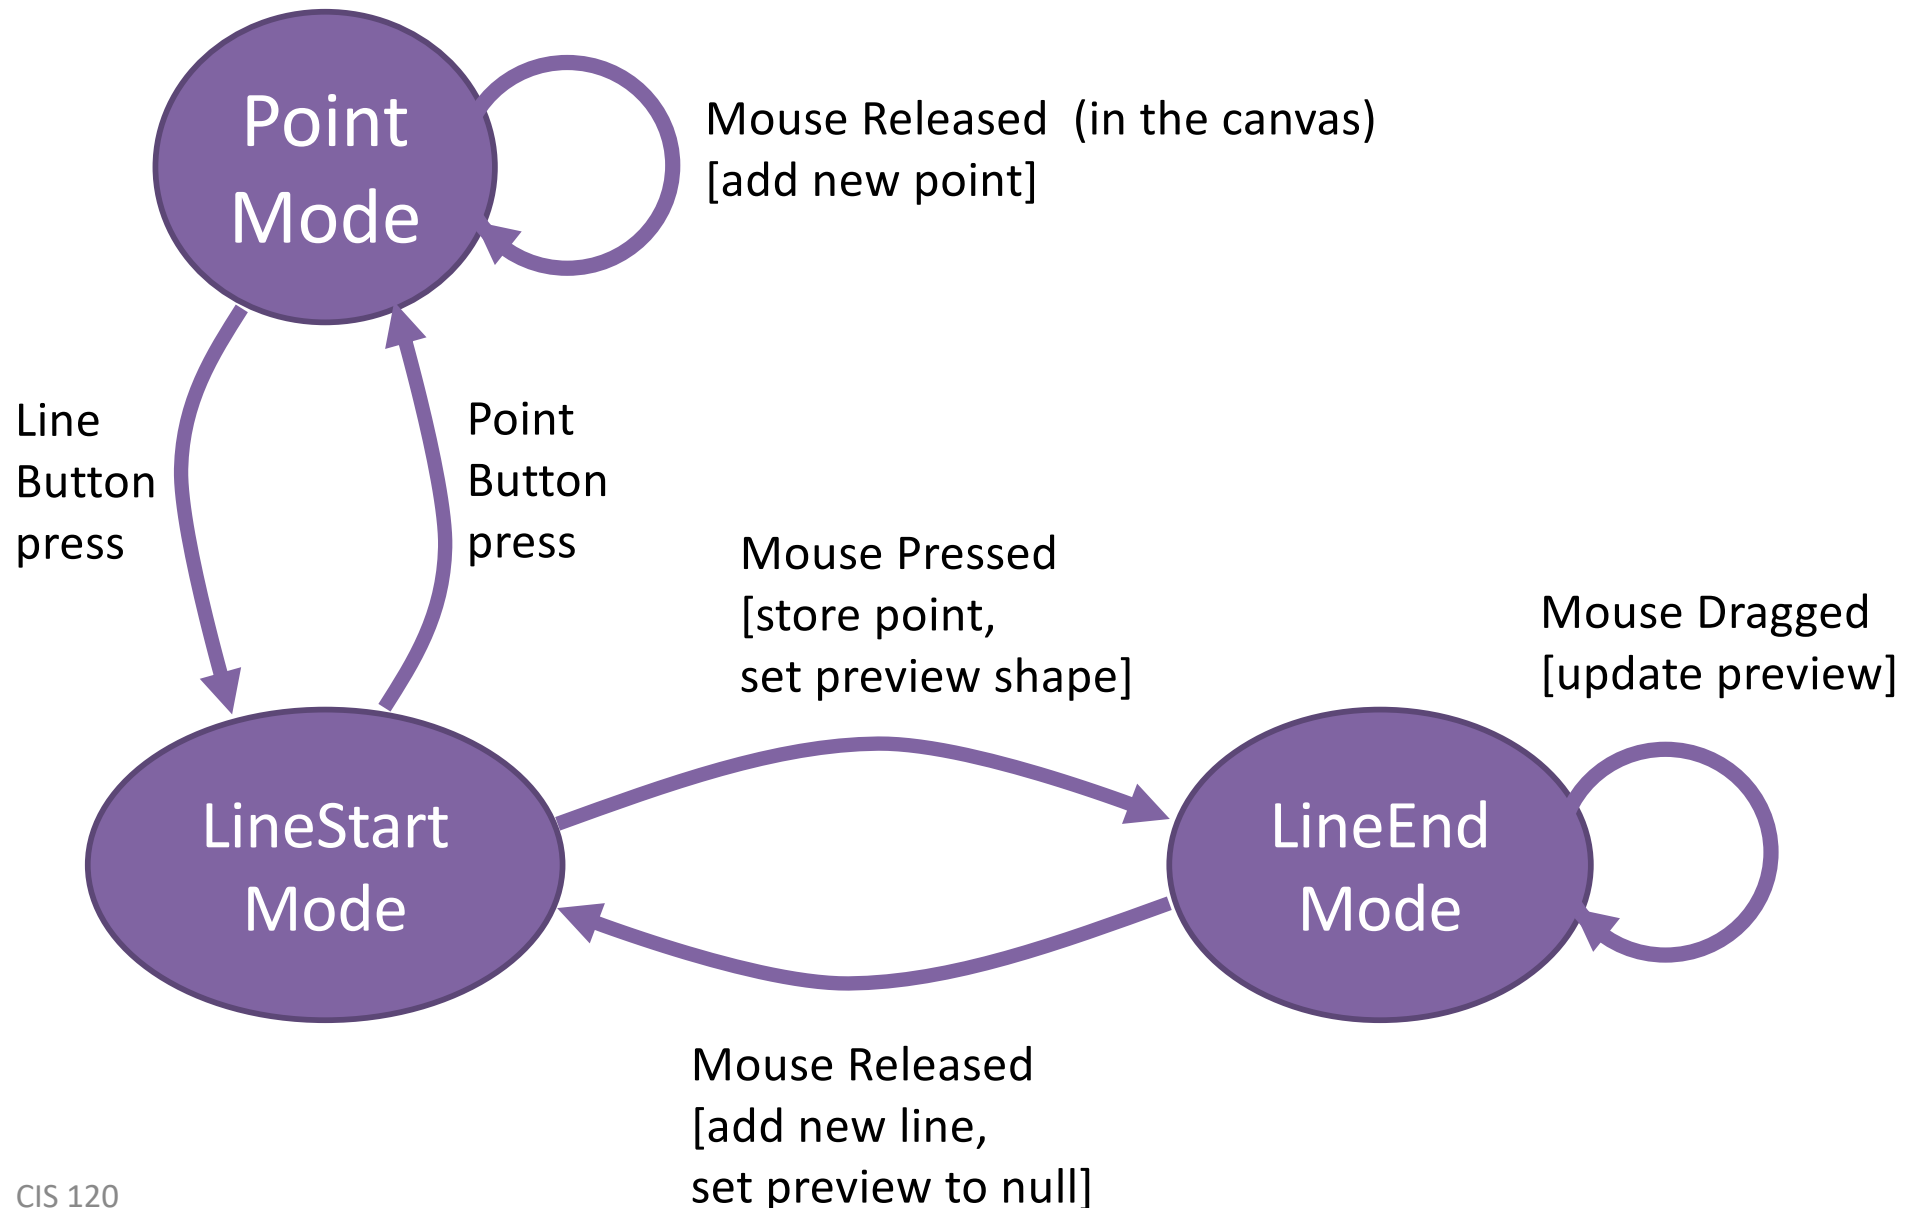 Point
Mode
Mouse Released  (in the canvas)
[add new point]
Line
Button
press
Point
Button
press
Mouse Pressed
[store point,
set preview shape]
Mouse Dragged
[update preview]
LineStart
Mode
LineEnd
Mode
Mouse Released
[add new line,
set preview to null]
CIS 120